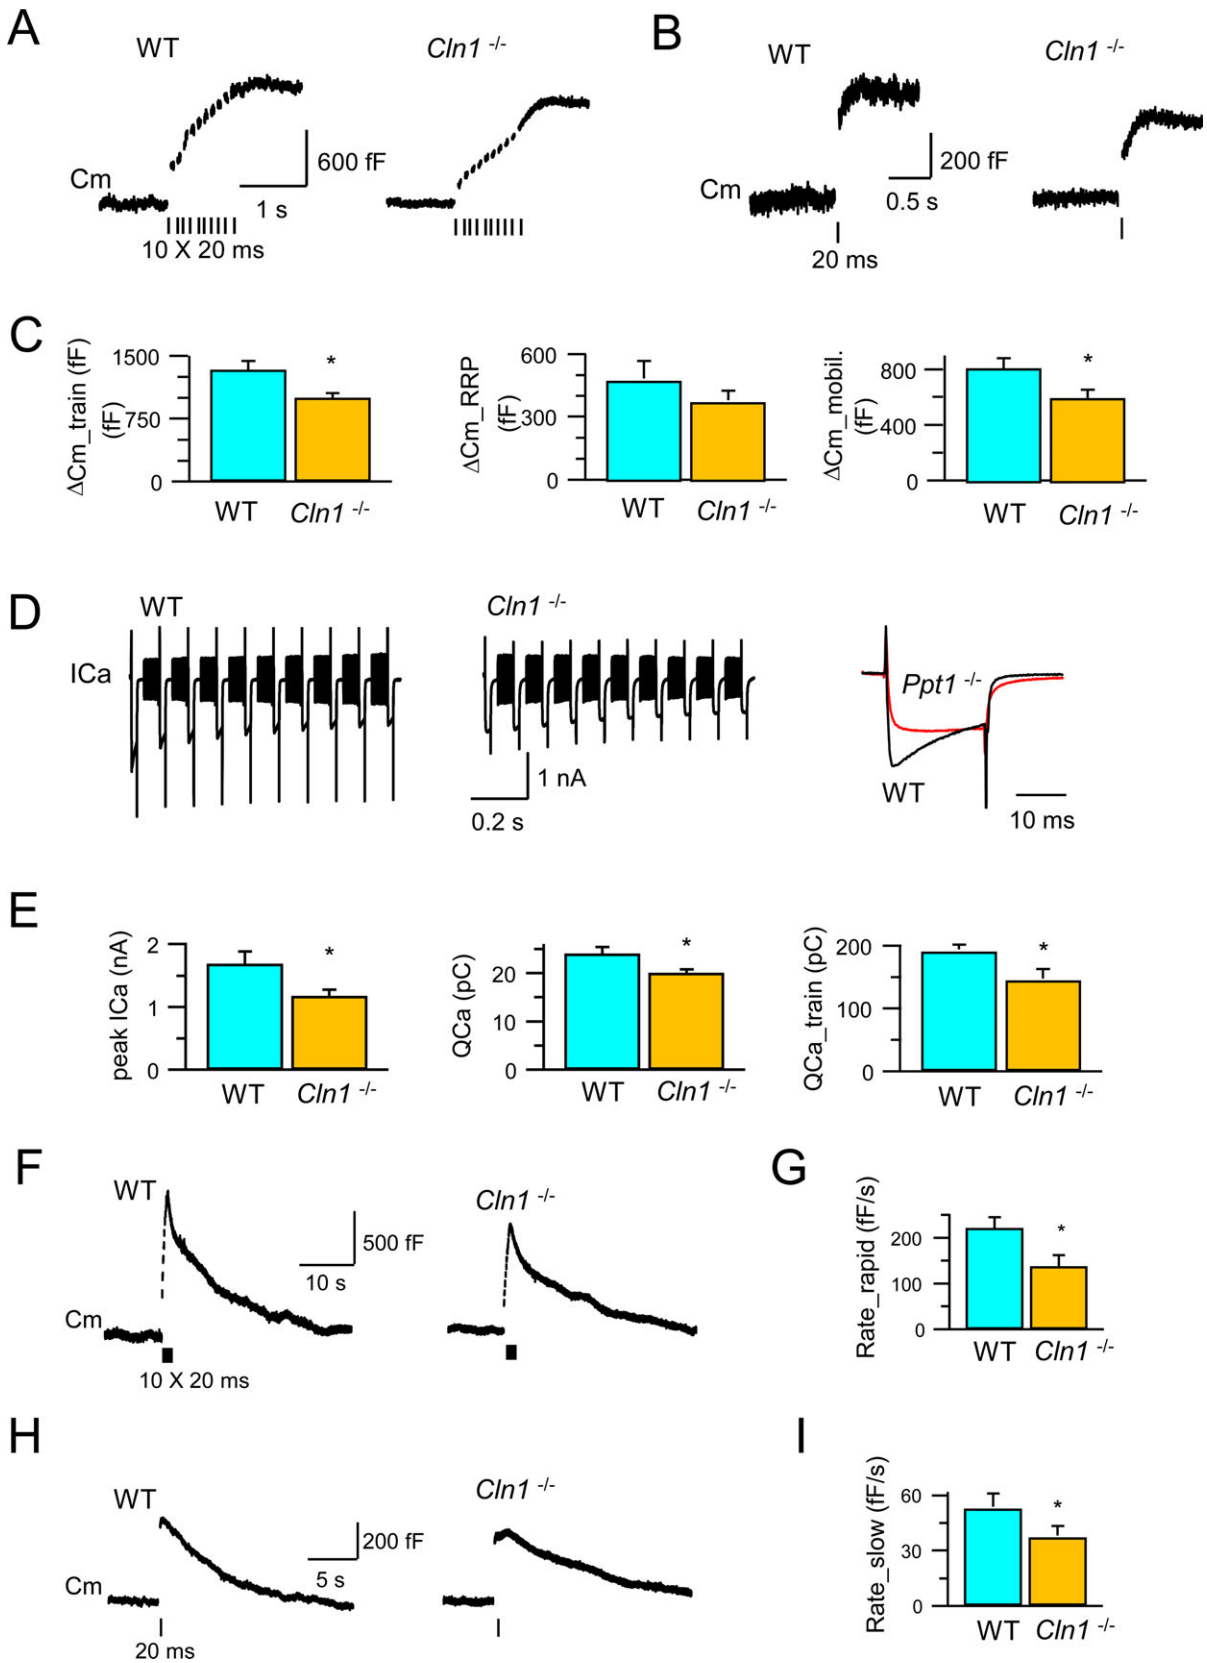 A
WT
Cln1 -/-
Cm
600 fF
1 s
10 X 20 ms
B
WT
Cln1 -/-
Cm
200 fF
0.5 s
20 ms
C
ΔCm_train (fF)
(fF)
1500
750
0
WT
Cln1 -/-
*
ΔCm_RRP
(fF)
600
300
0
WT
Cln1 -/-
ΔCm_mobil.
(fF)
800
400
0
WT
Cln1 -/-
*
D
WT
Cln1 -/-
ICa
1 nA
0.2 s
Ppt1 -/-
WT
10 ms
E
peak ICa (nA)
2
1
0
WT
Cln1 -/-
*
QCa (pC)
20
10
0
WT
Cln1 -/-
*
QCa_train (pC)
200
100
0
WT
Cln1 -/-
*
F
WT
Cln1 -/-
Cm
500 fF
10 s
10 X 20 ms
G
Rate_rapid (fF/s)
200
100
0
WT
Cln1 -/-
*
H
WT
Cln1 -/-
Cm
200 fF
5 s
20 ms
I
Rate_slow (fF/s)
60
30
0
WT
Cln1 -/-
*